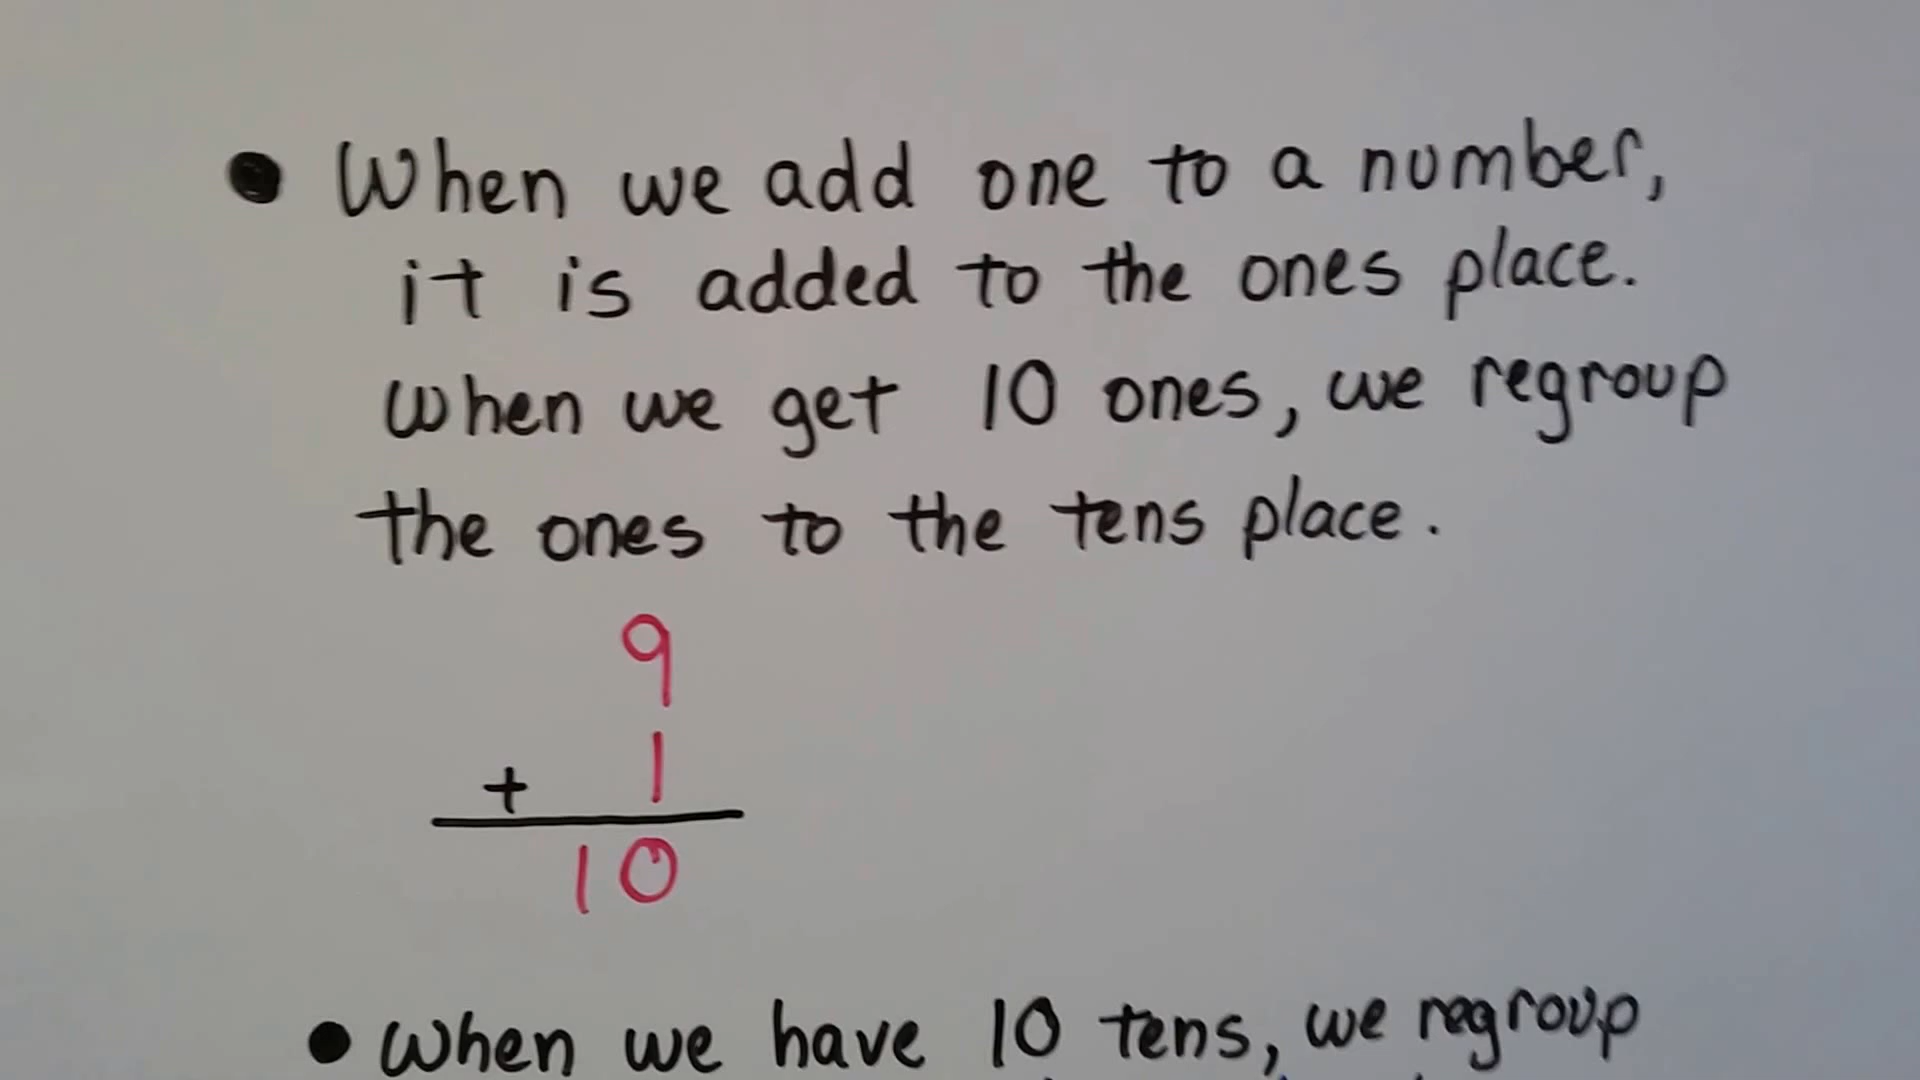 • When we add one to a number,
it is added to the ones place.
When we get 10 ones, we regroup
the ones to the tens place.
9
+ 1
10
• When we have 10 tens, we regroup